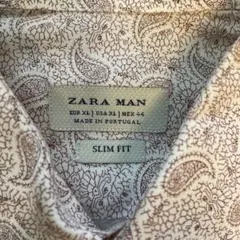 ZARA MAN
EUR XL | USA XL | MEX 44
MADE IN PORTUGAL
SLIM FIT